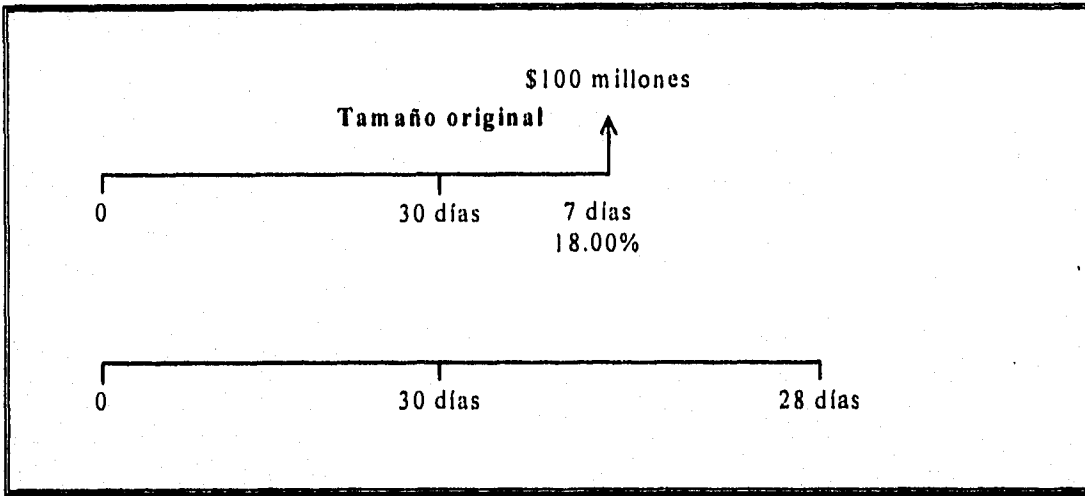 $100 millones
Tamaño original
0 30 días 7 días
18.00%
0 30 días 28 días